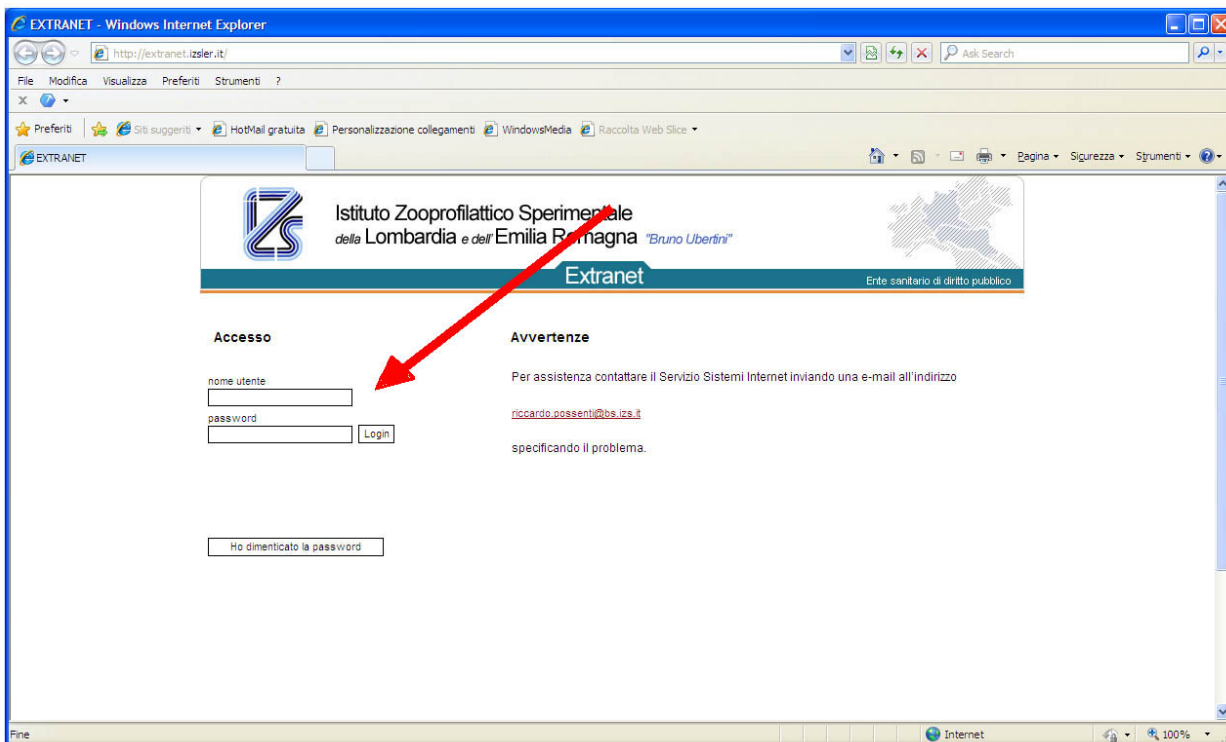 EXTRANET - Windows Internet Explorer
http://extranet.izsler.it/
Ask Search
File Modifica Visualizza Preferiti Strumenti ?
x
Preferiti Siti suggeriti HotMail gratuita Personalizzazione collegamenti WindowsMedia Raccolta Web Slice
EXTRANET
Pagina Sicurezza Strumenti
IZS
Istituto Zooprofilattico Sperimentale
della Lombardia e dell' Emilia Romagna "Bruno Ubertini"
Extranet
Ente sanitario di diritto pubblico
Accesso
Avvertenze
nome utente
Per assistenza contattare il Servizio Sistemi Internet inviando una e-mail all'indirizzo
riccardo.possenti@bs.izs.it
password
Login
specificando il problema.
Ho dimenticato la password
Fine
Internet
100%